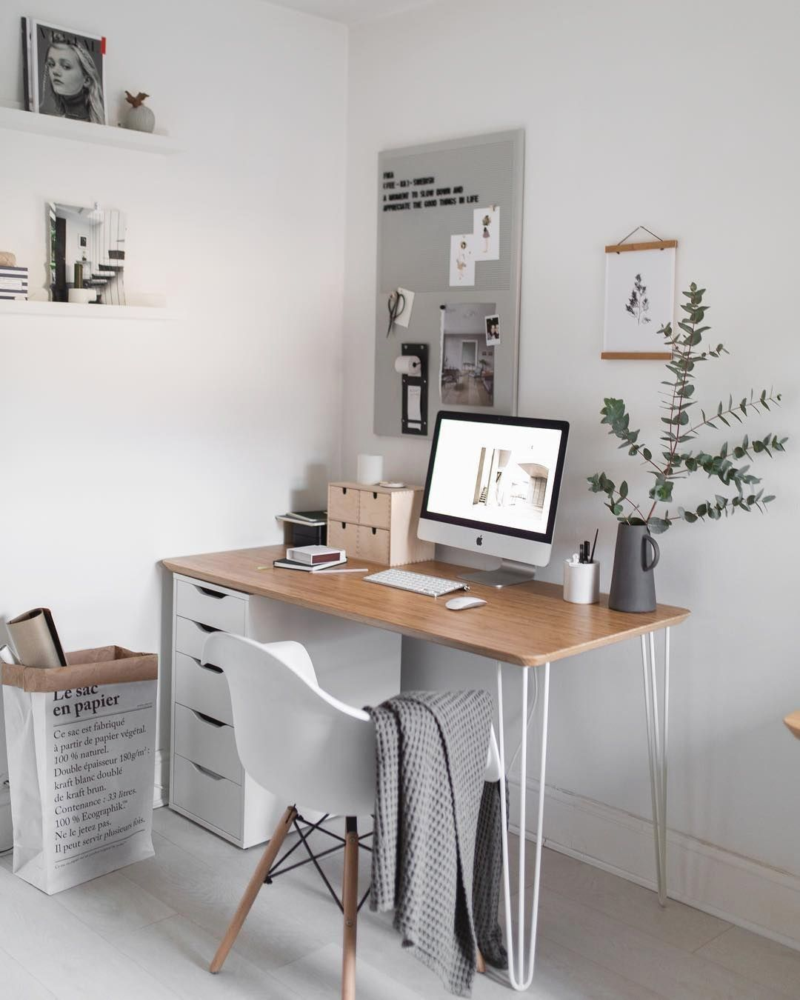 FIKA
(FEE-KA)-SWEDISH
A MOMENT TO SLOW DOWN AND
APPRECIATE THE GOOD THINGS IN LIFE
Le sac
en papier
Ce sac est fabriqué
à partir de papier végétal.
100 % naturel.
Double épaisseur 180g/m² :
kraft blanc doublé
de kraft brun.
Contenance : 33 litres.
100 % Ecographik.™
Ne le jetez pas.
Il peut servir plusieurs fois.